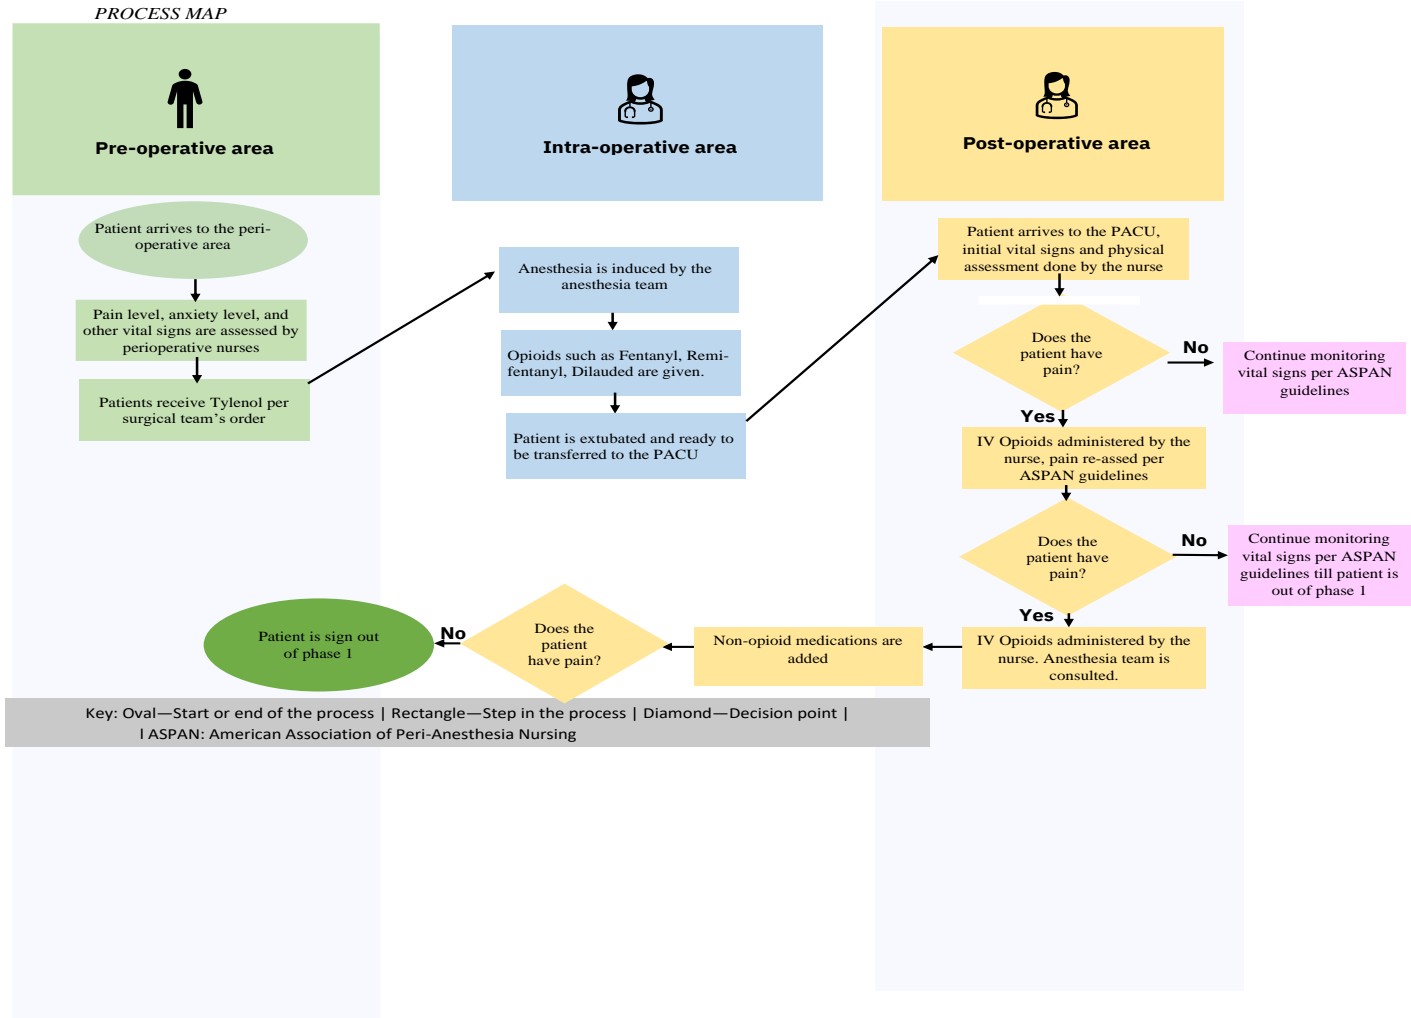 PROCESS MAP
Pre-operative area
Intra-operative area
Post-operative area
Patient arrives to the peri-
operative area
Pain level, anxiety level, and
other vital signs are assessed by
perioperative nurses
Patients receive Tylenol per
surgical team’s order
Anesthesia is induced by the
anesthesia team
Opioids such as Fentanyl, Remi-
fentanyl, Dilauded are given.
Patient is extubated and ready to
be transferred to the PACU
Patient arrives to the PACU,
initial vital signs and physical
assessment done by the nurse
Does the
patient have
pain?
No
Continue monitoring
vital signs per ASPAN
guidelines
Yes
IV Opioids administered by the
nurse, pain re-assed per
ASPAN guidelines
Does the
patient have
pain?
No
Continue monitoring
vital signs per ASPAN
guidelines till patient is
out of phase 1
Yes
IV Opioids administered by the
nurse. Anesthesia team is
consulted.
Non-opioid medications are
added
Does the
patient
have pain?
No
Patient is sign out
of phase 1
Key: Oval—Start or end of the process | Rectangle—Step in the process | Diamond—Decision point |
l ASPAN: American Association of Peri-Anesthesia Nursing